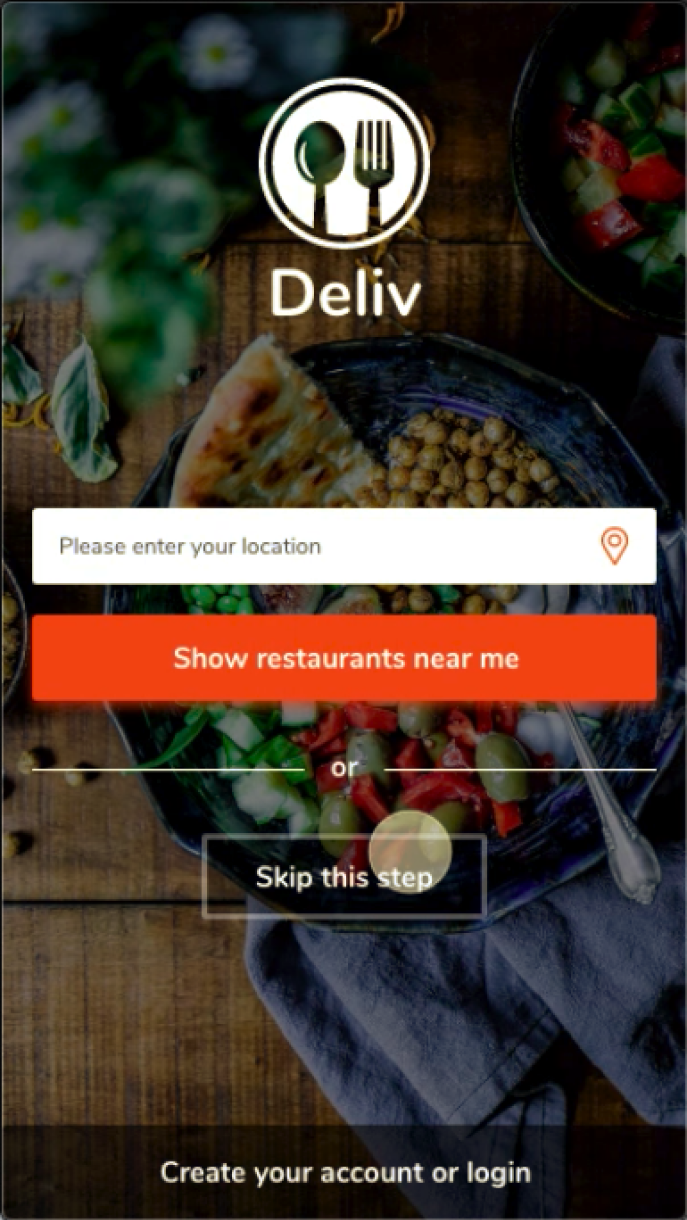 Deliv
Please enter your location
Show restaurants near me
or
Skip this step
Create your account or login